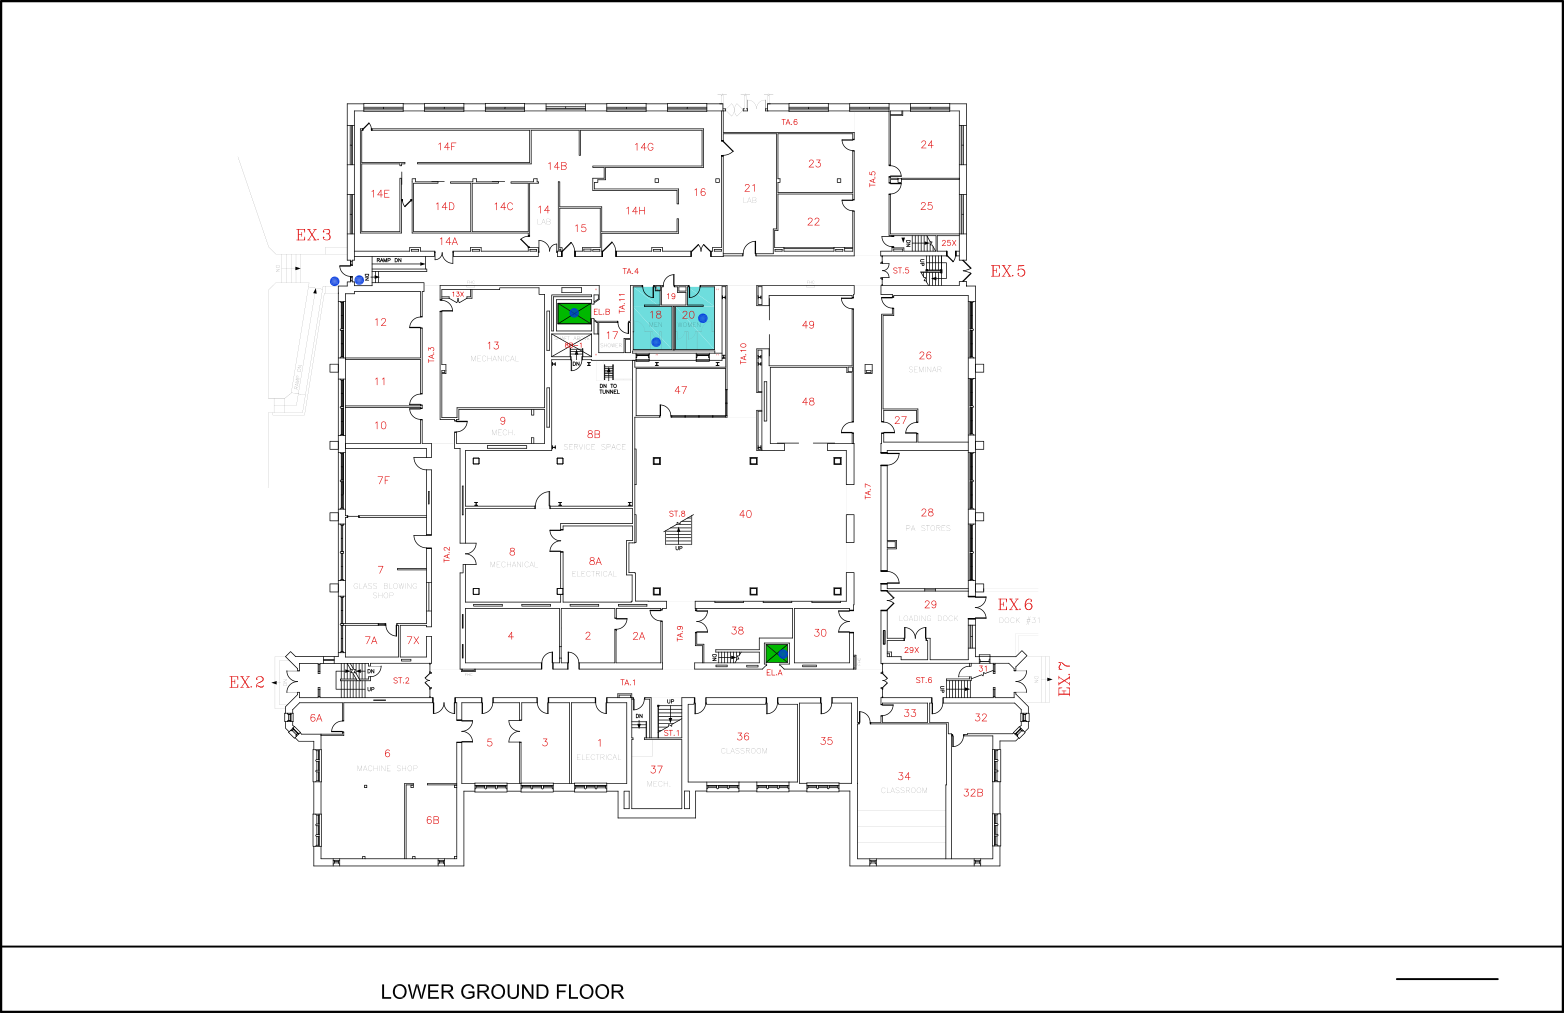 TA.6
14F
14G
24
14B
23
TA.5
14E
16
21
LAB
14D
14C
14
LAB
14H
25
22
15
14A
EX.3
25X
DN
RAMP DN
UP
DN
DN
TA.4
ST.5
EX.5
13X
19
TA.11
EL.B
18
MEN
20
WOMEN
12
49
17
SHOWER
13
MECHANICAL
TA.3
TA.10
26
SEMINAR
RAMP DN
DN
DN TO
TUNNEL
11
47
48
10
9
MECH.
27
8B
SERVICE SPACE
7F
TA.7
28
PA STORES
ST.8
40
UP
TA.2
8
MECHANICAL
8A
ELECTRICAL
7
GLASS BLOWING
SHOP
29
LOADING DOCK
EX.6
DOCK #31
7A
7X
4
2
2A
TA.9
38
30
29X
DN
EL.A
EX.2
DN
UP
ST.2
TA.1
ST.6
UP
31
EX.7
6A
5
3
1
ELECTRICAL
DN
UP
ST.1
36
CLASSROOM
35
33
32
6
MACHINE SHOP
37
MECH.
34
CLASSROOM
32B
6B
LOWER GROUND FLOOR